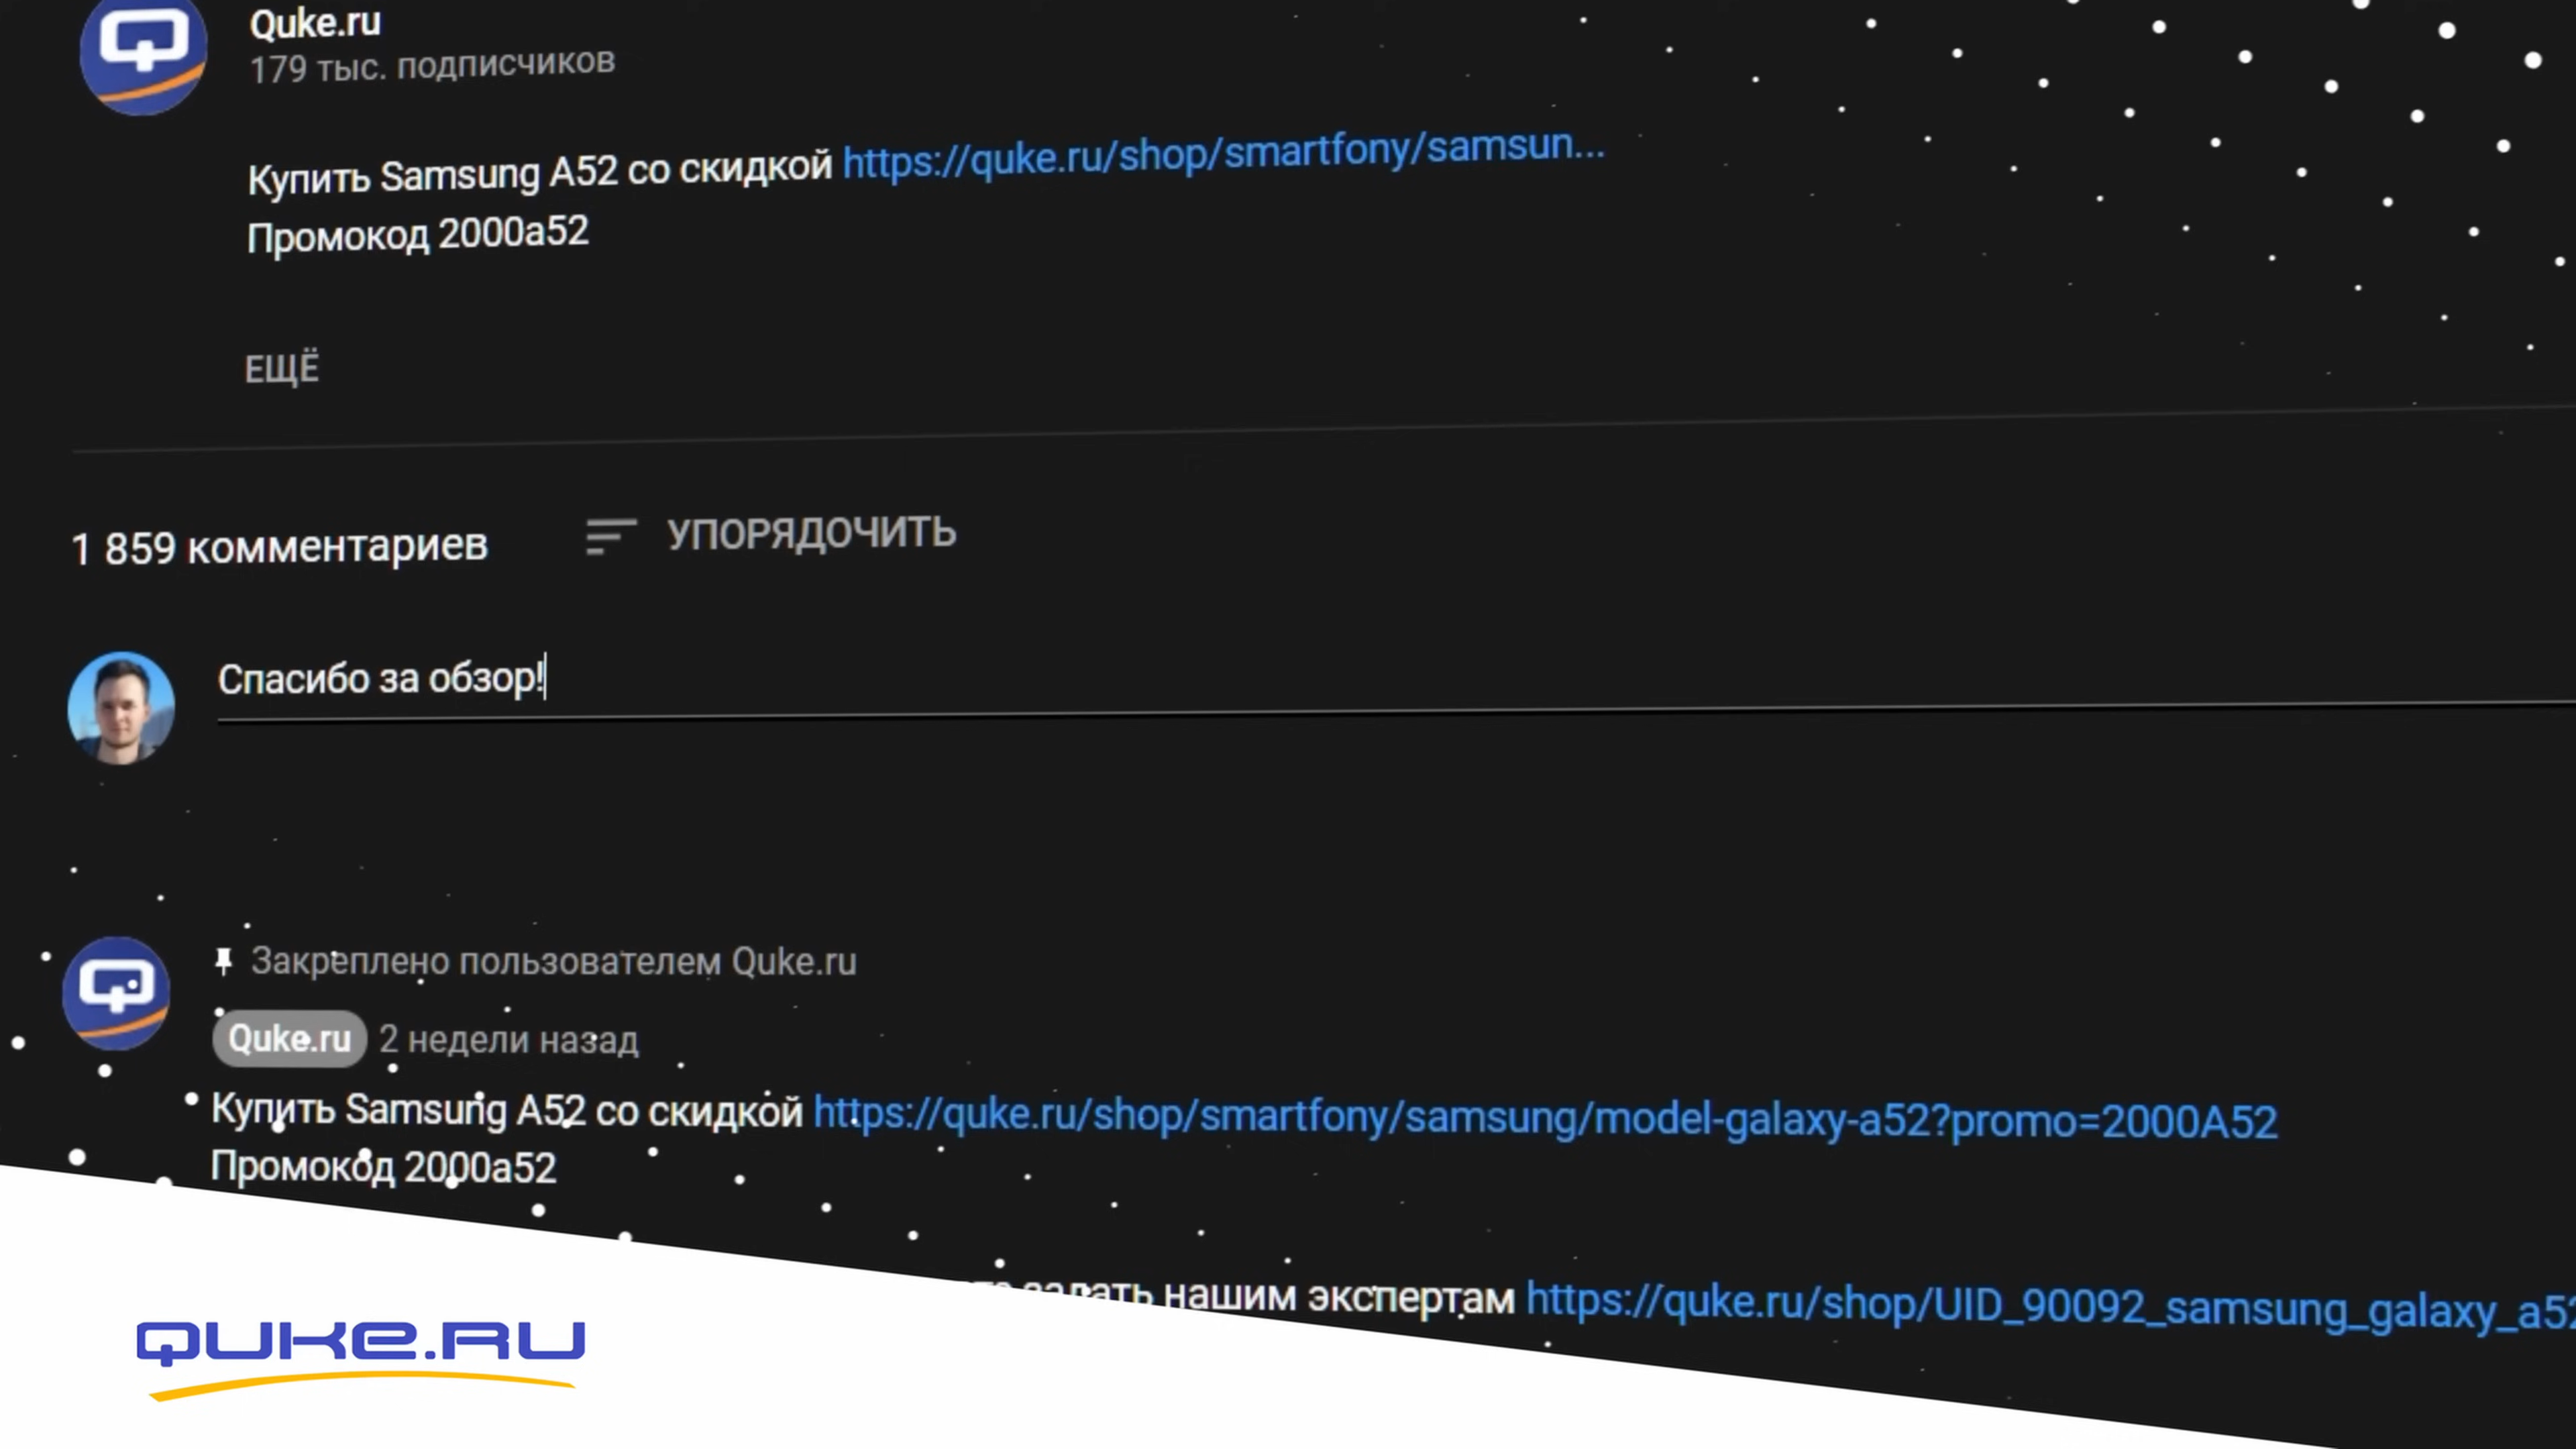 Quke.ru
179 тыс. подписчиков
Купить Samsung A52 со скидкой https://quke.ru/shop/smartfony/samsun...
Промокод 2000a52
ЕЩЁ
1 859 комментариев УПОРЯДОЧИТЬ
Спасибо за обзор!
Закреплено пользователем Quke.ru
Quke.ru 2 недели назад
Купить Samsung A52 со скидкой https://quke.ru/shop/smartfony/samsung/model-galaxy-a52?promo=2000A52
Промокод 2000a52
задать нашим экспертам https://quke.ru/shop/UID_90092_samsung_galaxy_a52
QUKE.RU